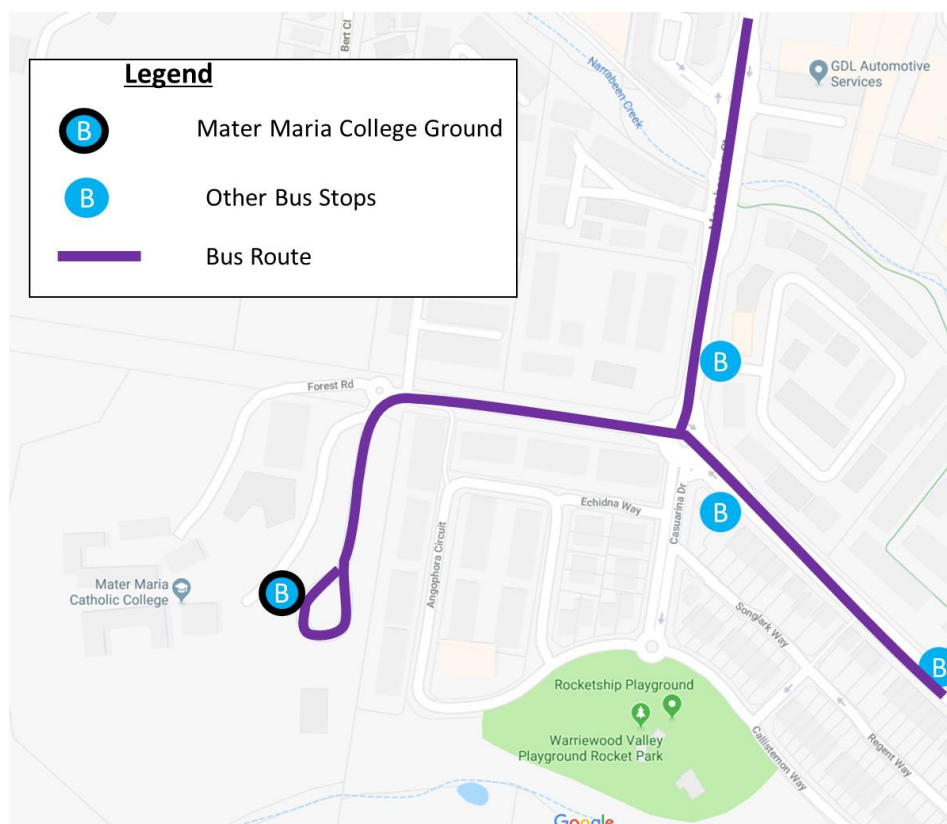 Legend
B
Mater Maria College Ground
B
Other Bus Stops
Bus Route
Bert Cl
Narrabeen Creek
GDL Automotive
Services
B
Forest Rd
B
Echidna Way
Casuarina Dr
Angophora Circuit
Mater Maria
Catholic College
B
Songlark Way
B
Rocketship Playground
Warriewood Valley
Playground Rocket Park
Callistemon Way
Regent Way
Google